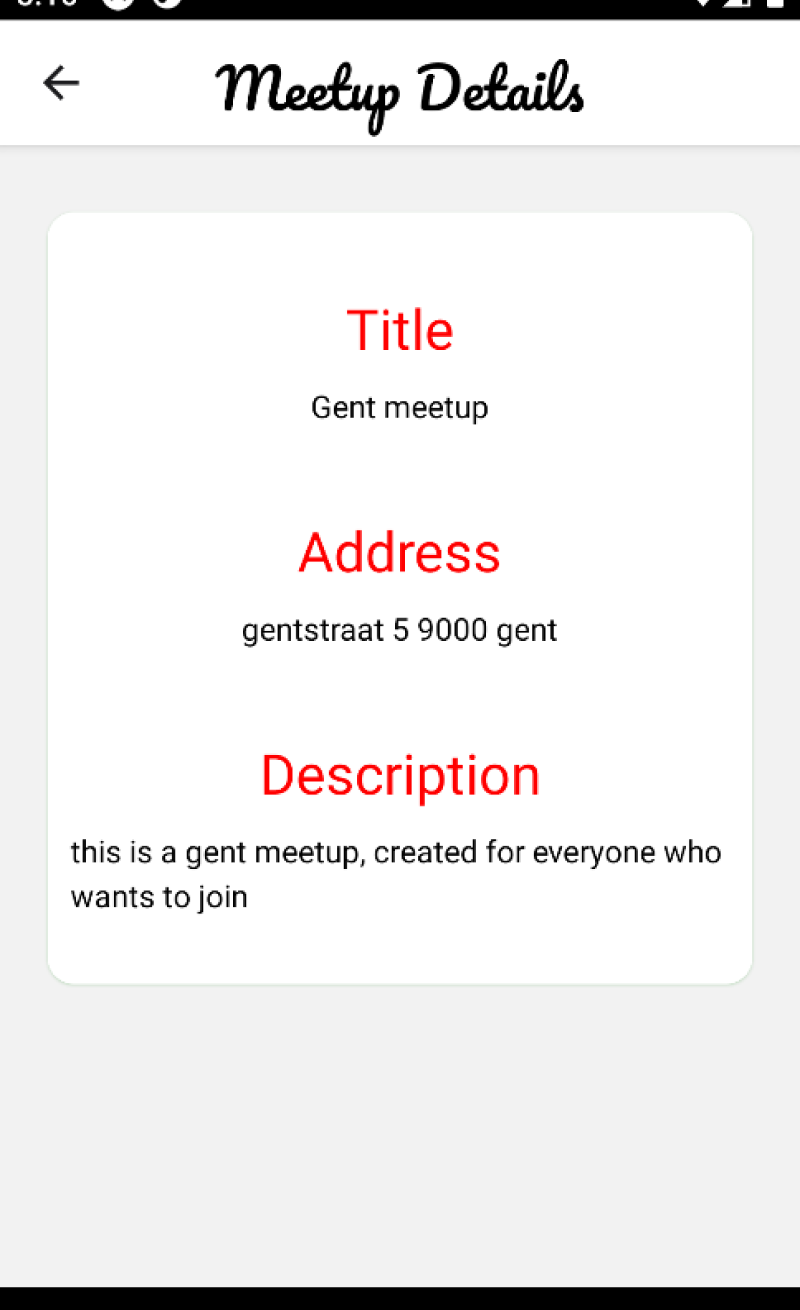 Meetup Details
Title
Gent meetup
Address
gentstraat 5 9000 gent
Description
this is a gent meetup, created for everyone who
wants to join